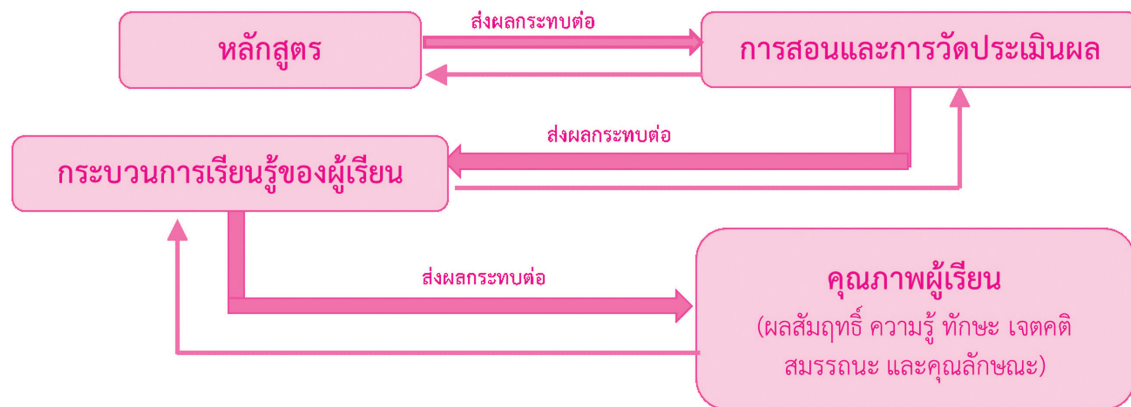 ส่งผลกระทบต่อ
หลักสูตร
การสอนและการวัดประเมินผล
ส่งผลกระทบต่อ
กระบวนการเรียนรู้ของผู้เรียน
ส่งผลกระทบต่อ
คุณภาพผู้เรียน
(ผลสัมฤทธิ์ ความรู้ ทักษะ เจตคติ
สมรรถนะ และคุณลักษณะ)